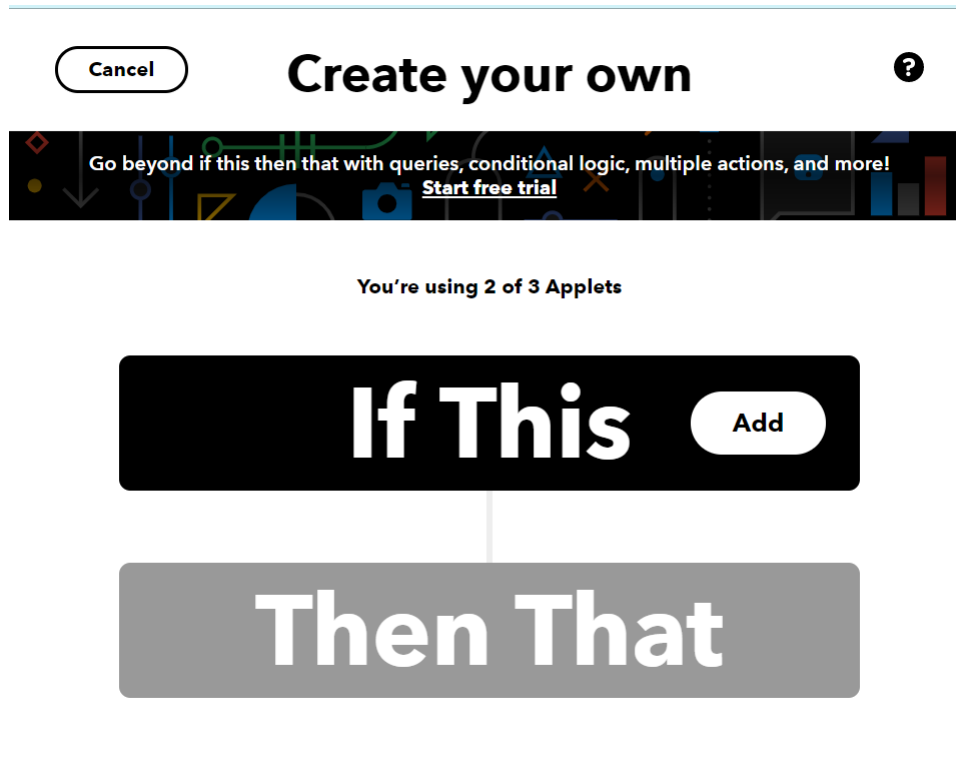 Cancel
Create your own
?
Go beyond if this then that with queries, conditional logic, multiple actions, and more!
Start free trial
You're using 2 of 3 Applets
If This
Add
Then That